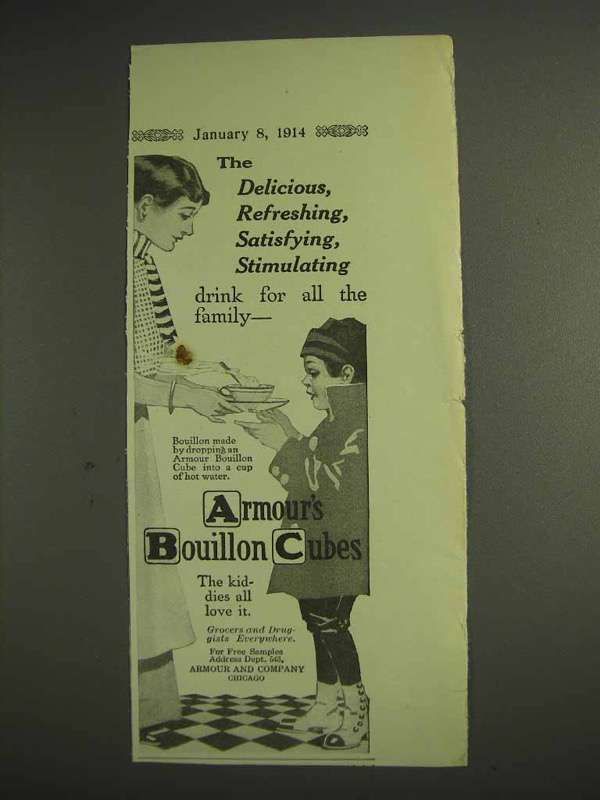 January 8, 1914
The
Delicious,
Refreshing,
Satisfying,
Stimulating
drink for all the
family—
Bouillon made
by dropping an
Armour Bouillon
Cube into a cup
of hot water.
Armour's
Bouillon Cubes
The kid-
dies all
love it.
Grocers and Drug-
gists Everywhere.
For Free Samples
Address Dept. 543,
ARMOUR AND COMPANY
CHICAGO